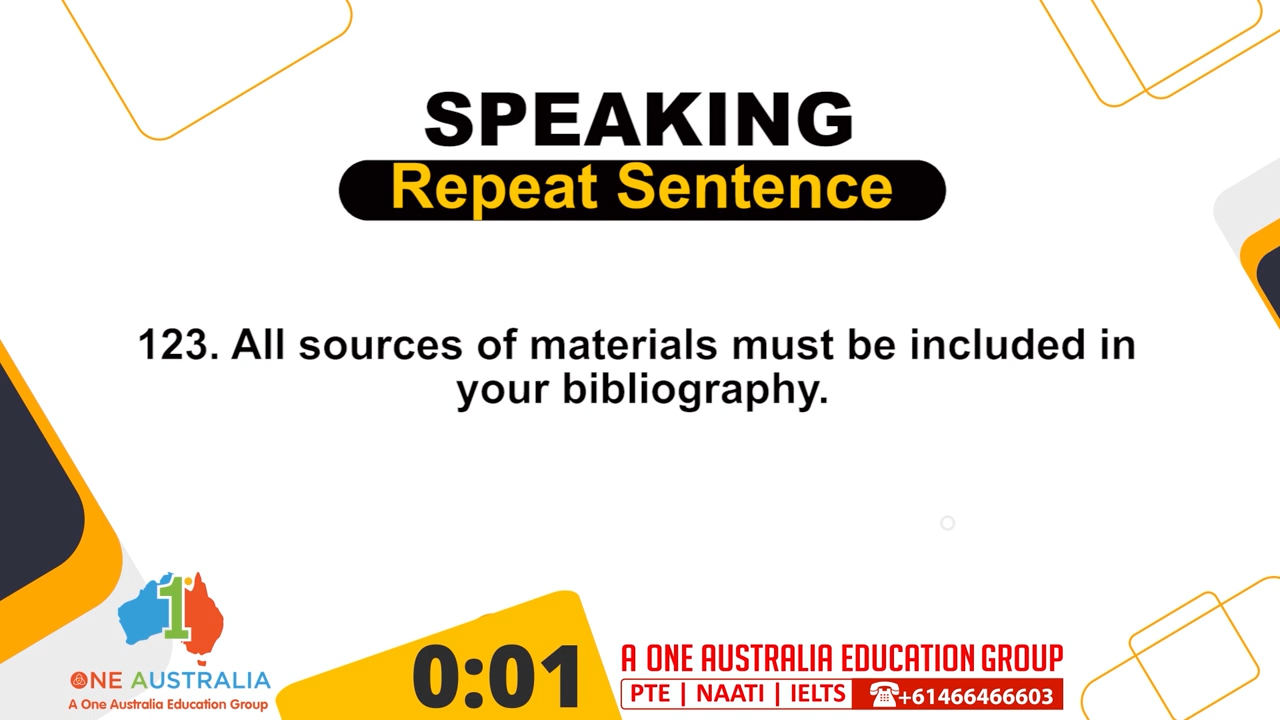 SPEAKING
Repeat Sentence
123. All sources of materials must be included in
your bibliography.
1
ONE AUSTRALIA
A One Australia Education Group
0:01
A ONE AUSTRALIA EDUCATION GROUP
PTE | NAATI | IELTS +61466466603